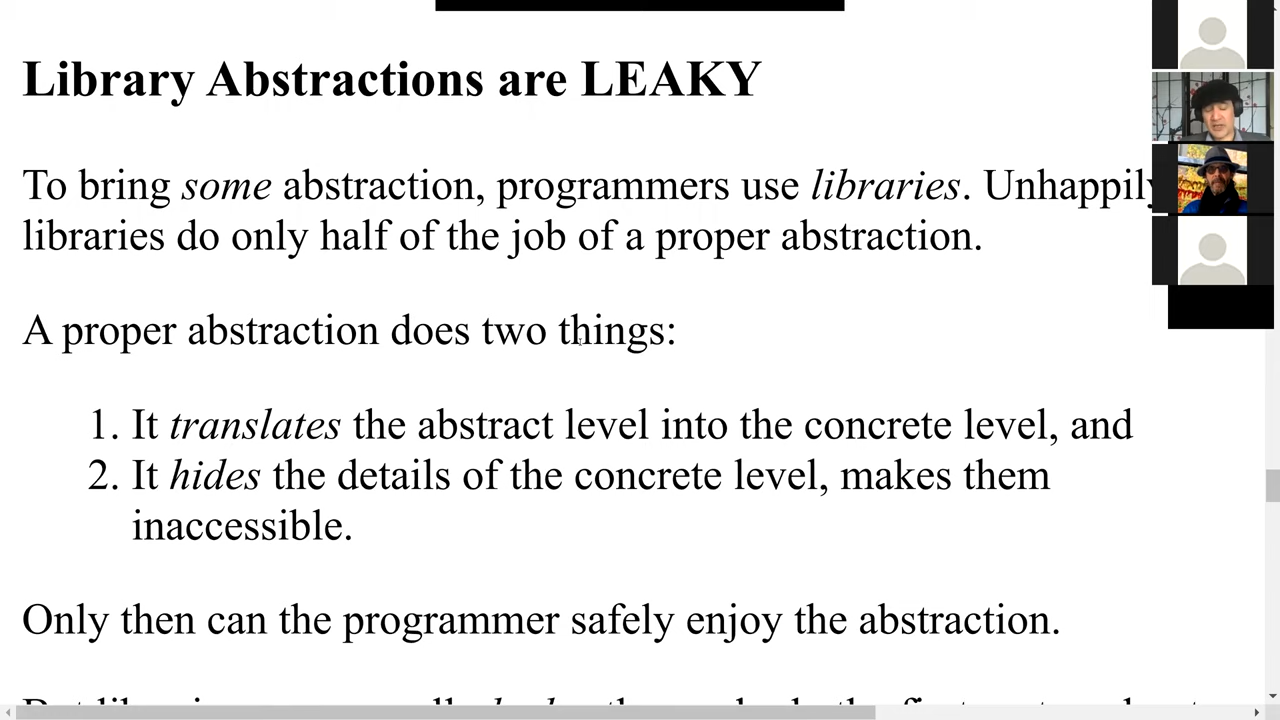 Library Abstractions are LEAKY
To bring some abstraction, programmers use libraries. Unhappily
libraries do only half of the job of a proper abstraction.
A proper abstraction does two things:
1. It translates the abstract level into the concrete level, and
2. It hides the details of the concrete level, makes them
inaccessible.
Only then can the programmer safely enjoy the abstraction.